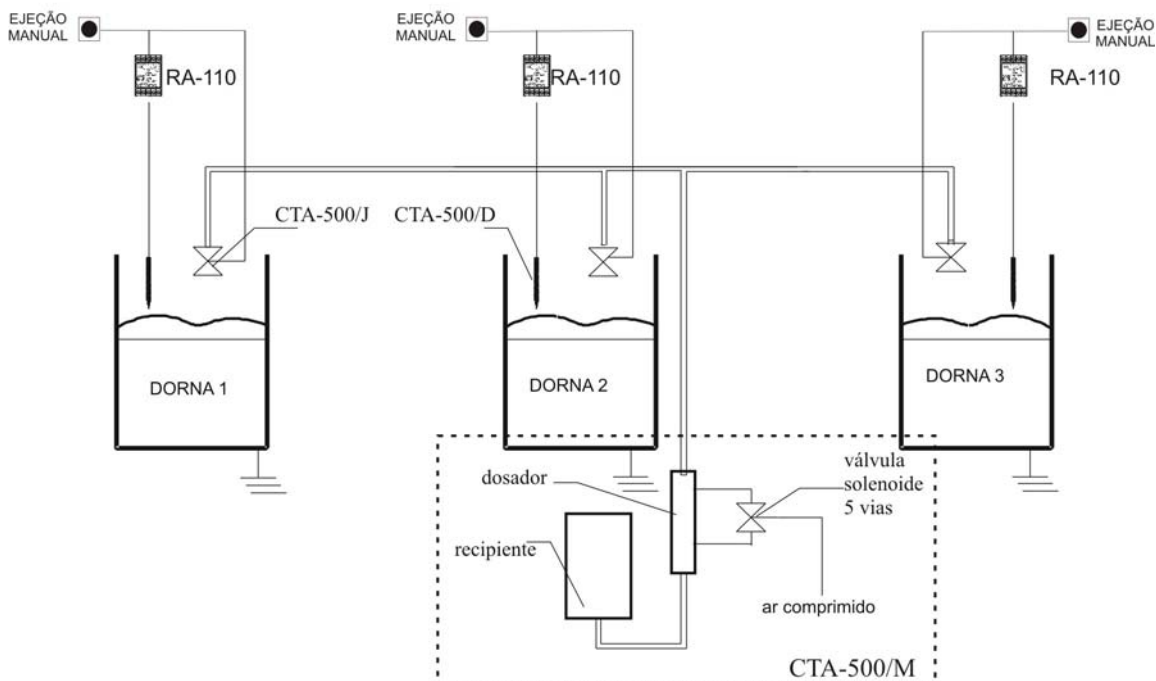 EJEÇÃO
MANUAL
EJEÇÃO
MANUAL
EJEÇÃO
MANUAL
RA-110
RA-110
RA-110
CTA-500/J
CTA-500/D
DORNA 1
DORNA 2
DORNA 3
dosador
válvula
solenoide
5 vias
recipiente
ar comprimido
CTA-500/M